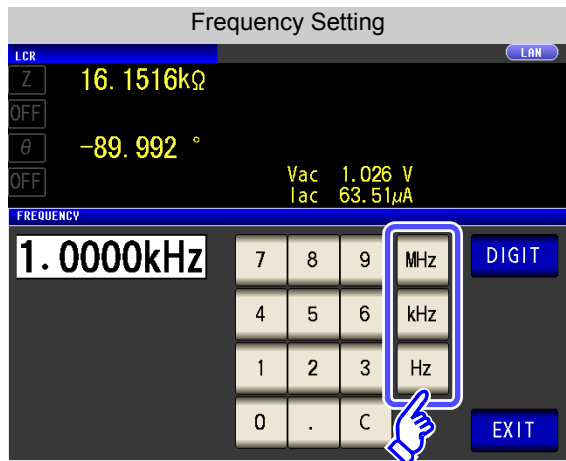 Frequency Setting
LCR LAN
Z 16.1516kΩ
OFF
θ -89.992 °
OFF Vac 1.026 V
Iac 63.51μA
FREQUENCY
1.0000kHz 7 8 9 MHz DIGIT
4 5 6 kHz
1 2 3 Hz
0 . C EXIT